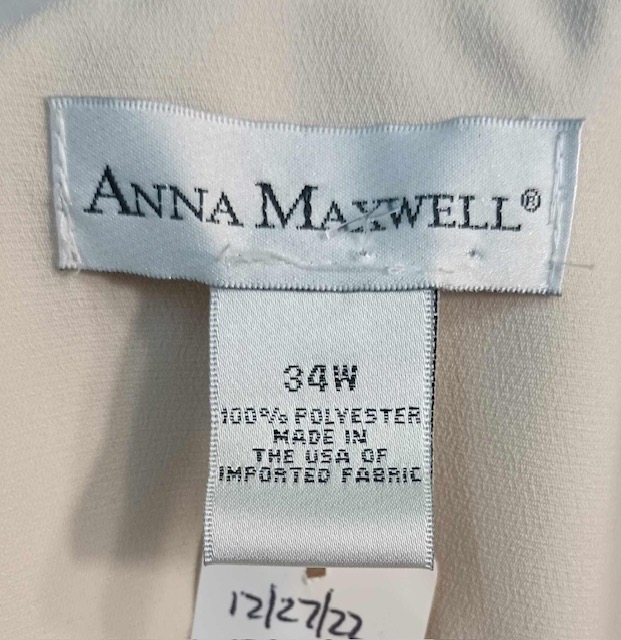 ANNA MAXWELL®
34W
100% POLYESTER
MADE IN
THE USA OF
IMPORTED FABRIC
12/27/22